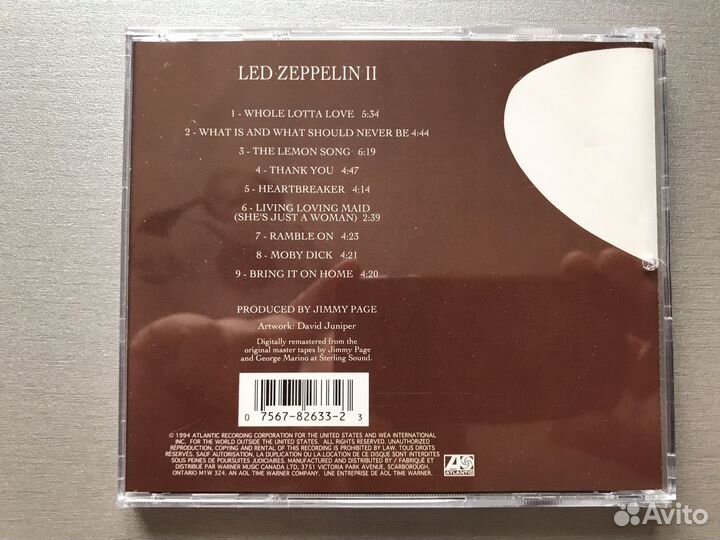 LED ZEPPELIN II
1 - WHOLE LOTTA LOVE 5:34
2 - WHAT IS AND WHAT SHOULD NEVER BE 4:44
3 - THE LEMON SONG 6:19
4 - THANK YOU 4:47
5 - HEARTBREAKER 4:14
6 - LIVING LOVING MAID
(SHE'S JUST A WOMAN) 2:39
7 - RAMBLE ON 4:23
8 - MOBY DICK 4:21
9 - BRING IT ON HOME 4:20
PRODUCED BY JIMMY PAGE
Artwork: David Juniper
Digitally remastered from the
original master tapes by Jimmy Page
and George Marino at Sterling Sound.
0 7567-82633-2 3
© 1994 ATLANTIC RECORDING CORPORATION FOR THE UNITED STATES AND WEA INTERNATIONAL
INC. FOR THE WORLD OUTSIDE THE UNITED STATES. ALL RIGHTS RESERVED. UNAUTHORIZED
REPRODUCTION, COPYING AND RENTAL OF THIS RECORDING IS PROHIBITED BY LAW. TOUS DROITS
RÉSERVÉS. SAUF AUTORISATION, LA DUPLICATION OU LA LOCATION DE CE DISQUE SONT INTERDITES
SOUS PEINES DE POURSUITES JUDICIAIRES. MANUFACTURED AND DISTRIBUTED BY / FABRIQUÉ ET
DISTRIBUÉ PAR WARNER MUSIC CANADA LTD, 3751 VICTORIA PARK AVENUE, SCARBOROUGH,
ONTARIO M1W 3Z4, AN AOL TIME WARNER COMPANY. UNE ENTREPRISE DE AOL TIME WARNER.
ATLANTIC
Avito